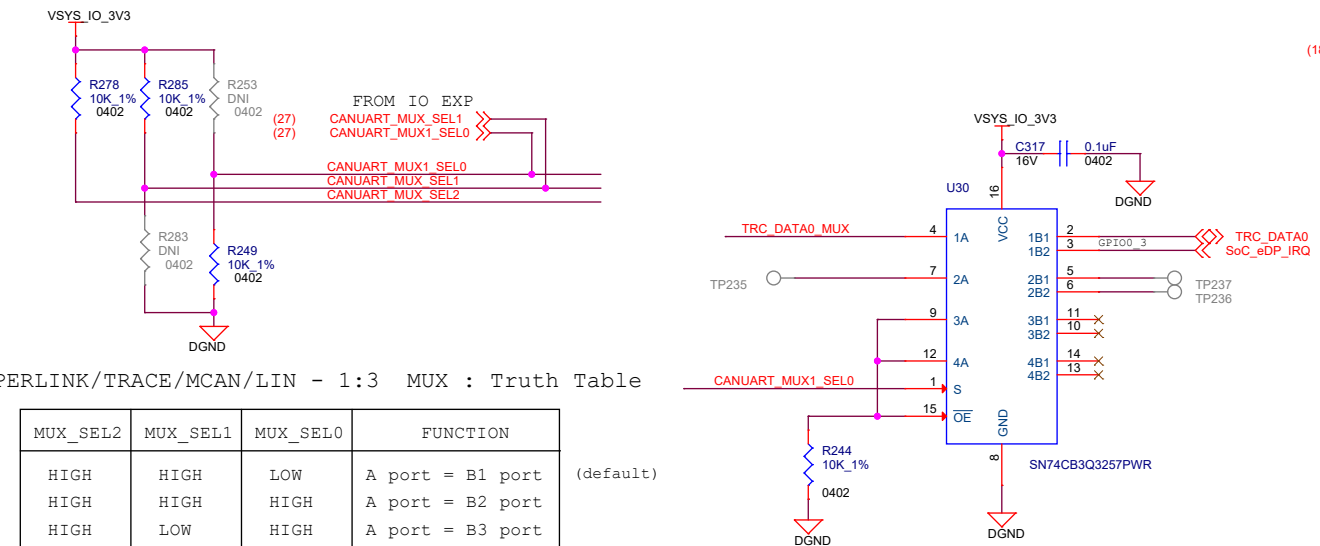 VSYS_IO_3V3
R278
10K_1%
0402
R285
10K_1%
0402
R253
DNI
0402
FROM IO EXP
(27) CANUART_MUX_SEL1
(27) CANUART_MUX1_SEL0
CANUART_MUX1_SEL0
CANUART_MUX_SEL1
CANUART_MUX_SEL2
R283
DNI
0402
R249
10K_1%
0402
DGND
PERLINK/TRACE/MCAN/LIN - 1:3 MUX : Truth Table
MUX_SEL2 MUX_SEL1 MUX_SEL0 FUNCTION
HIGH HIGH LOW A port = B1 port (default)
HIGH HIGH HIGH A port = B2 port
HIGH LOW HIGH A port = B3 port
(18
VSYS_IO_3V3
C317 0.1uF
16V 0402
DGND
U30
16
VCC
TRC_DATA0_MUX 4 1A
1B1 2 TRC_DATA0
1B2 3 GPIO0_3 SoC_eDP_IRQ
TP235 7 2A
2B1 5 TP237
2B2 6 TP236
9 3A
3B1 11
3B2 10
12 4A
4B1 14
4B2 13
CANUART_MUX1_SEL0 1 S
15 OE
GND
8
SN74CB3Q3257PWR
R244
10K_1%
0402
DGND
DGND